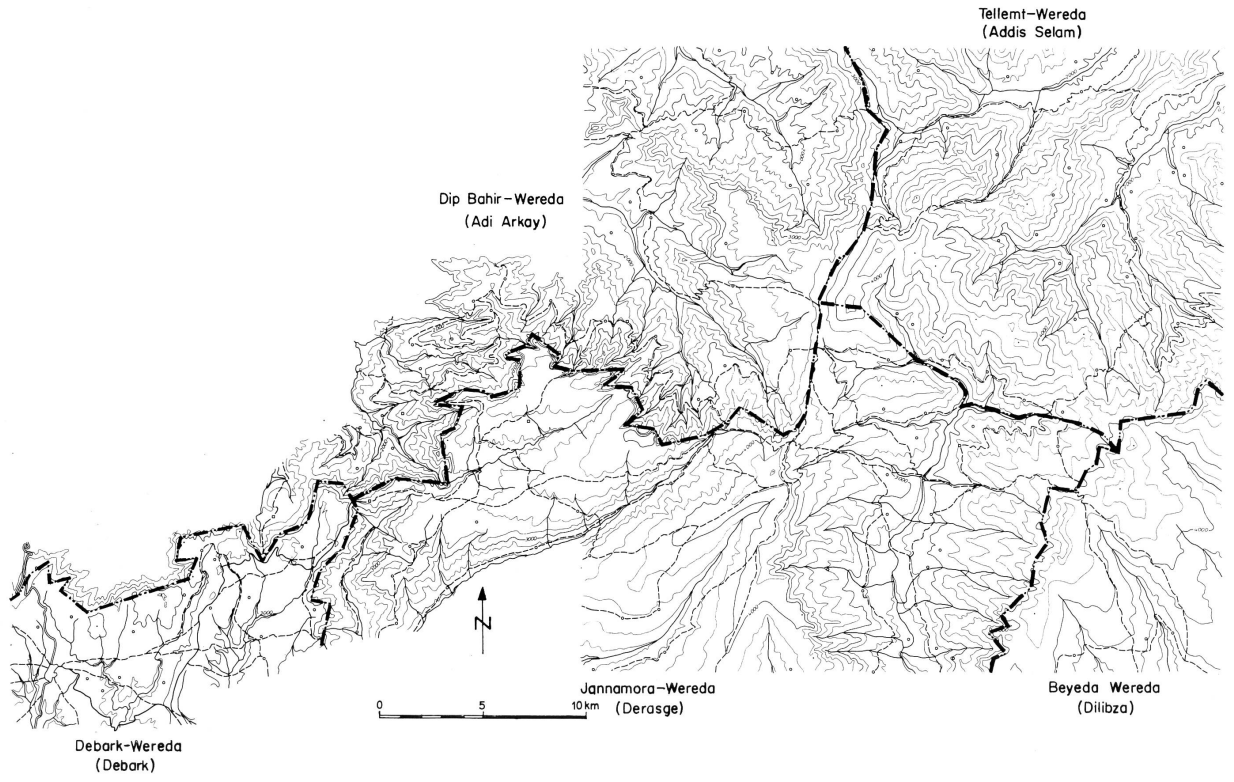 Tellemt-Wereda
(Addis Selam)
Dip Bahir-Wereda
(Adi Arkay)
N
0 5 10 km
Jannamora-Wereda
(Derasge)
Beyeda Wereda
(Dilibza)
Debark-Wereda
(Debark)